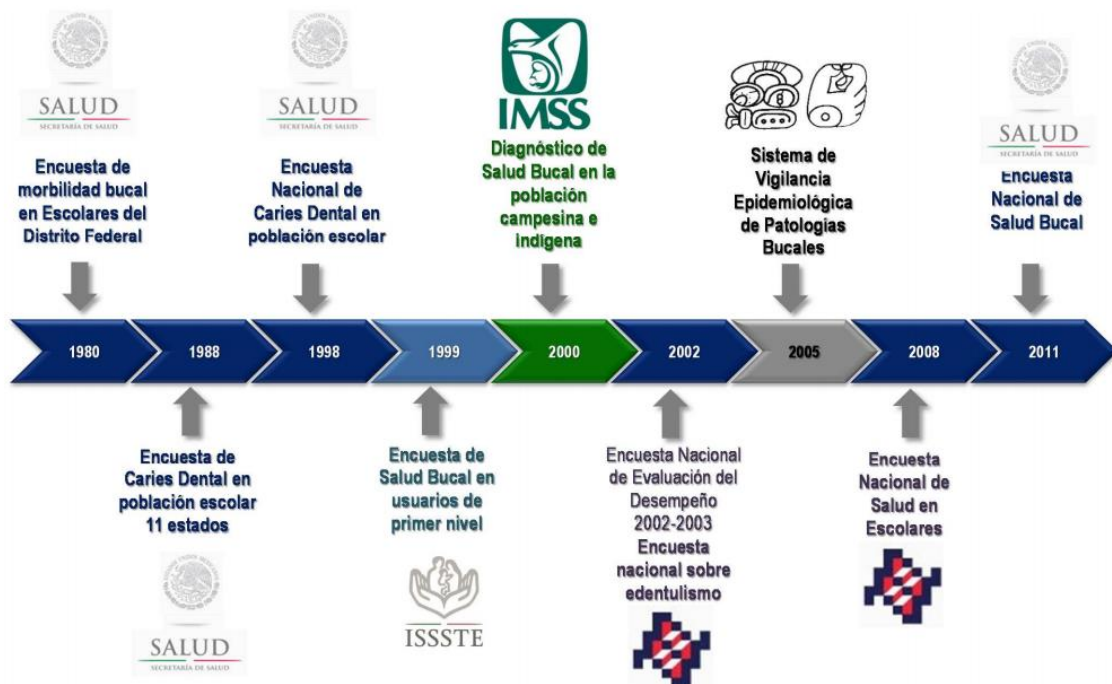 SALUD
SECRETARÍA DE SALUD
Encuesta de
morbilidad bucal
en Escolares del
Distrito Federal
SALUD
SECRETARÍA DE SALUD
Encuesta
Nacional de
Caries Dental en
población escolar
IMSS
Diagnóstico de
Salud Bucal en la
población
campesina e
indígena
Sistema de
Vigilancia
Epidemiológica
de Patologías
Bucales
SALUD
SECRETARÍA DE SALUD
Encuesta
Nacional de
Salud Bucal
1980
1988
1998
1999
2000
2002
2005
2008
2011
Encuesta de
Caries Dental en
población escolar
11 estados
SALUD
SECRETARÍA DE SALUD
Encuesta de
Salud Bucal en
usuarios de
primer nivel
ISSSTE
Encuesta Nacional
de Evaluación del
Desempeño
2002-2003
Encuesta
nacional sobre
edentulismo
Encuesta
Nacional de
Salud en
Escolares